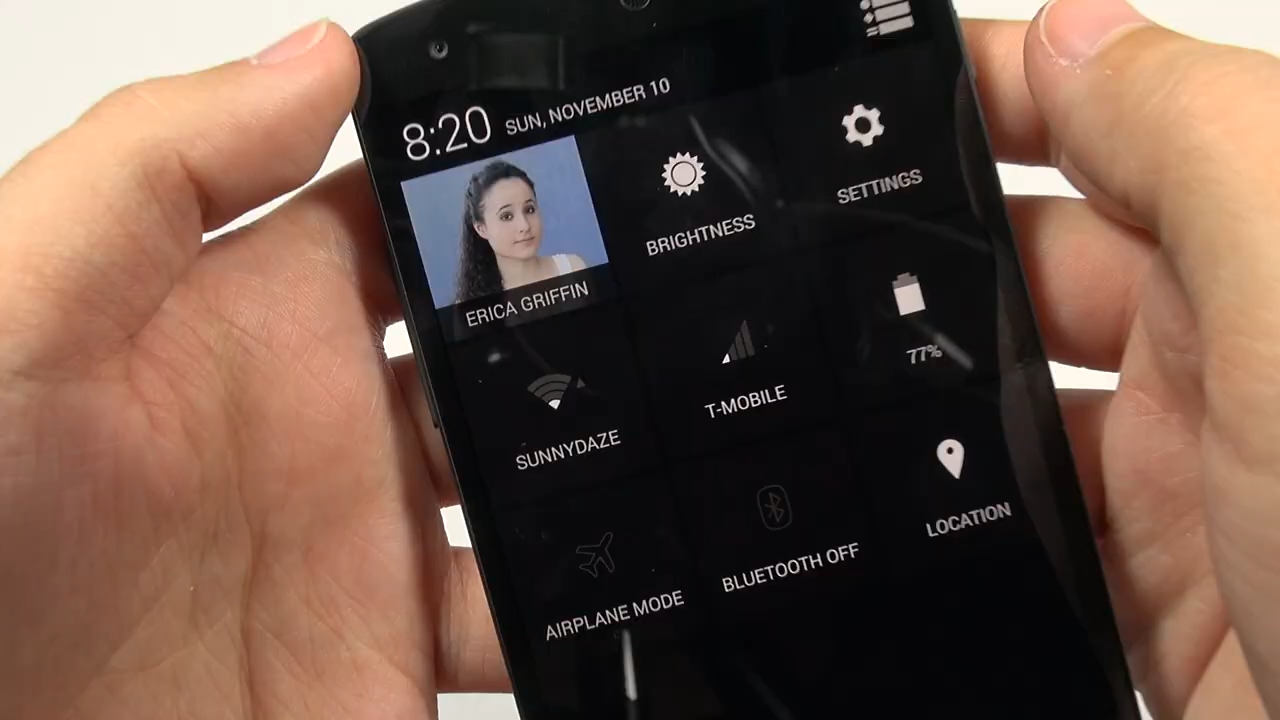 8:20 SUN, NOVEMBER 10
ERICA GRIFFIN
BRIGHTNESS
SETTINGS
SUNNYDAZE
T-MOBILE
77%
AIRPLANE MODE
BLUETOOTH OFF
LOCATION